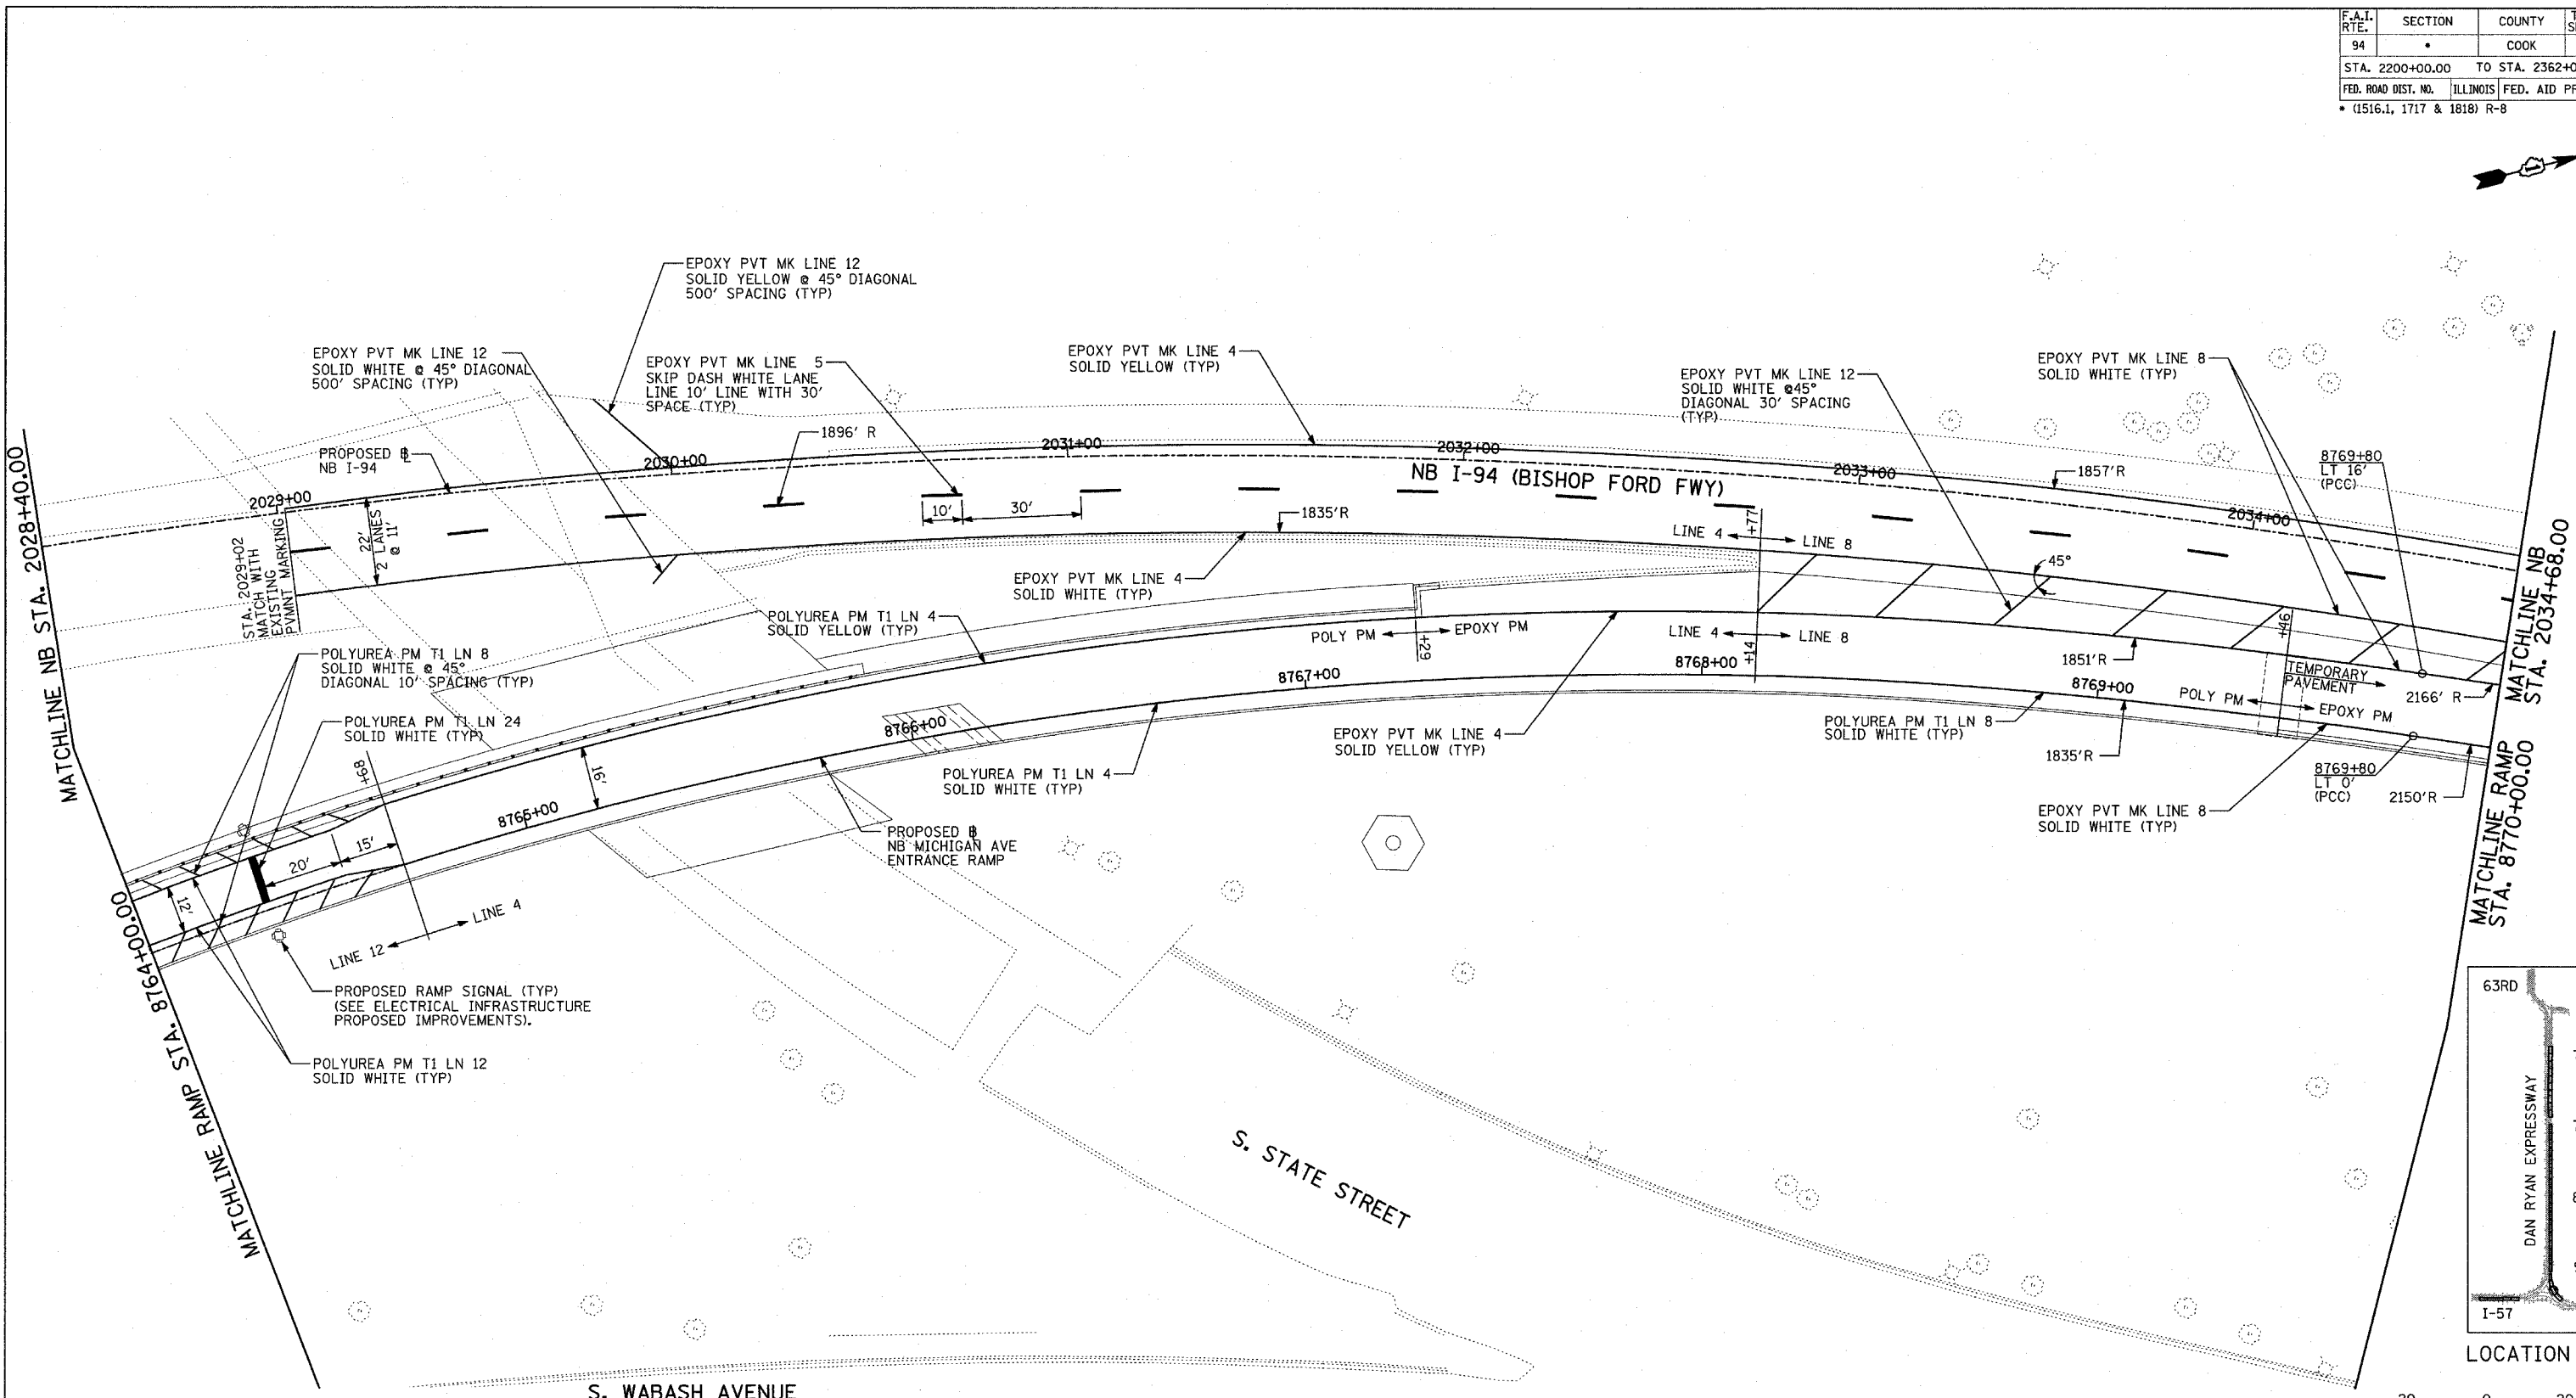 F.A.I.
RTE.
SECTION
COUNTY
94
•
COOK
STA. 2200+00.00 TO STA. 2362+0
FED. ROAD DIST. NO. ILLINOIS FED. AID
* (1516.1, 1717 & 1818) R-8
EPOXY PVT MK LINE 12
SOLID YELLOW @ 45° DIAGONAL
500' SPACING (TYP)
EPOXY PVT MK LINE 12
SOLID WHITE @ 45° DIAGONAL
500' SPACING (TYP)
EPOXY PVT MK LINE 5
SKIP DASH WHITE LANE
LINE 10' LINE WITH 30'
SPACE (TYP)
EPOXY PVT MK LINE 4
SOLID YELLOW (TYP)
EPOXY PVT MK LINE 12
SOLID WHITE @45°
DIAGONAL 30' SPACING
(TYP)
EPOXY PVT MK LINE 8
SOLID WHITE (TYP)
MATCHLINE NB STA. 2028+40.00
PROPOSED ℄
NB I-94
2029+00
STA. 2029+02
MATCH WITH
EXISTING
PVMNT MARKING
22'
2 LANES
@ 11'
2030+00
1896' R
10'
30'
2031+00
2032+00
NB I-94 (BISHOP FORD FWY)
1835'R
LINE 4
LINE 8
+77
2033+00
1857'R
8769+80
LT 16'
(PCC)
2034+00
45°
MATCHLINE NB
STA. 2034+68.00
EPOXY PVT MK LINE 4
SOLID WHITE (TYP)
POLYUREA PM T1 LN 4
SOLID YELLOW (TYP)
POLYUREA PM T1 LN 8
SOLID WHITE @ 45°
DIAGONAL 10' SPACING (TYP)
POLYUREA PM T1 LN 24
SOLID WHITE (TYP)
+68
16'
8765+00
8766+00
8767+00
8768+00
8769+00
POLY PM
EPOXY PM
+29
LINE 4
LINE 8
+14
1851'R
+46
TEMPORARY
PAVEMENT
POLY PM
EPOXY PM
2166' R
POLYUREA PM T1 LN 4
SOLID WHITE (TYP)
EPOXY PVT MK LINE 4
SOLID YELLOW (TYP)
POLYUREA PM T1 LN 8
SOLID WHITE (TYP)
1835'R
8769+80
LT 0'
(PCC)
2150'R
EPOXY PVT MK LINE 8
SOLID WHITE (TYP)
MATCHLINE RAMP
STA. 8770+00.00
PROPOSED ℄
NB MICHIGAN AVE
ENTRANCE RAMP
20'
15'
12'
LINE 12
LINE 4
PROPOSED RAMP SIGNAL (TYP)
(SEE ELECTRICAL INFRASTRUCTURE
PROPOSED IMPROVEMENTS).
POLYUREA PM T1 LN 12
SOLID WHITE (TYP)
MATCHLINE RAMP STA. 8764+00.00
S. STATE STREET
S. WABASH AVENUE
63RD
DAN RYAN EXPRESSWAY
I-57
LOCATION